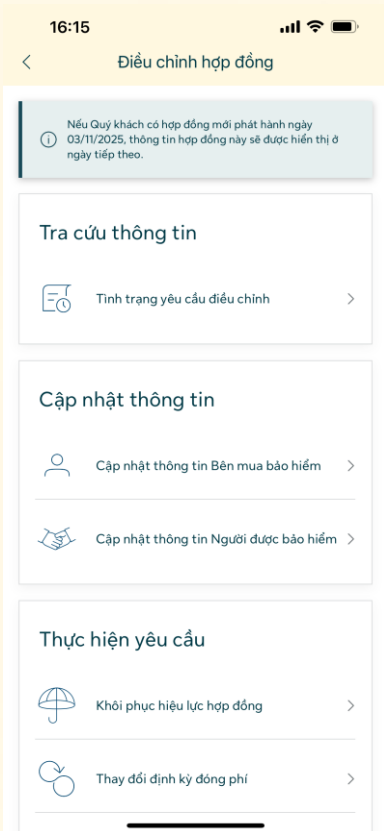 16:15
Điều chỉnh hợp đồng
Nếu Quý khách có hợp đồng mới phát hành ngày
03/11/2025, thông tin hợp đồng này sẽ được hiển thị ở
ngày tiếp theo.
Tra cứu thông tin
Tình trạng yêu cầu điều chỉnh
Cập nhật thông tin
Cập nhật thông tin Bên mua bảo hiểm
Cập nhật thông tin Người được bảo hiểm
Thực hiện yêu cầu
Khôi phục hiệu lực hợp đồng
Thay đổi định kỳ đóng phí